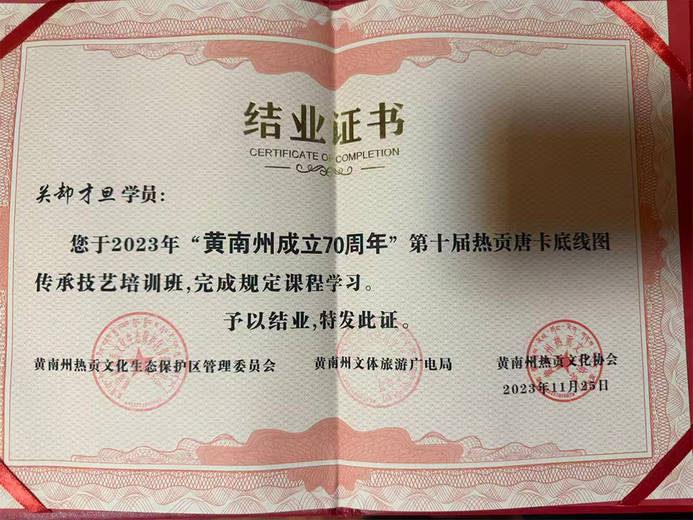 结业证书
CERTIFICATE OF COMPLETION
关却才旦学员：
您于2023年“黄南州成立70周年”第十届热贡唐卡底线图
传承技艺培训班,完成规定课程学习。
予以结业,特发此证。
黄南州热贡文化生态保护区管理委员会
黄南州文体旅游广电局
黄南州热贡文化协会
2023年11月25日